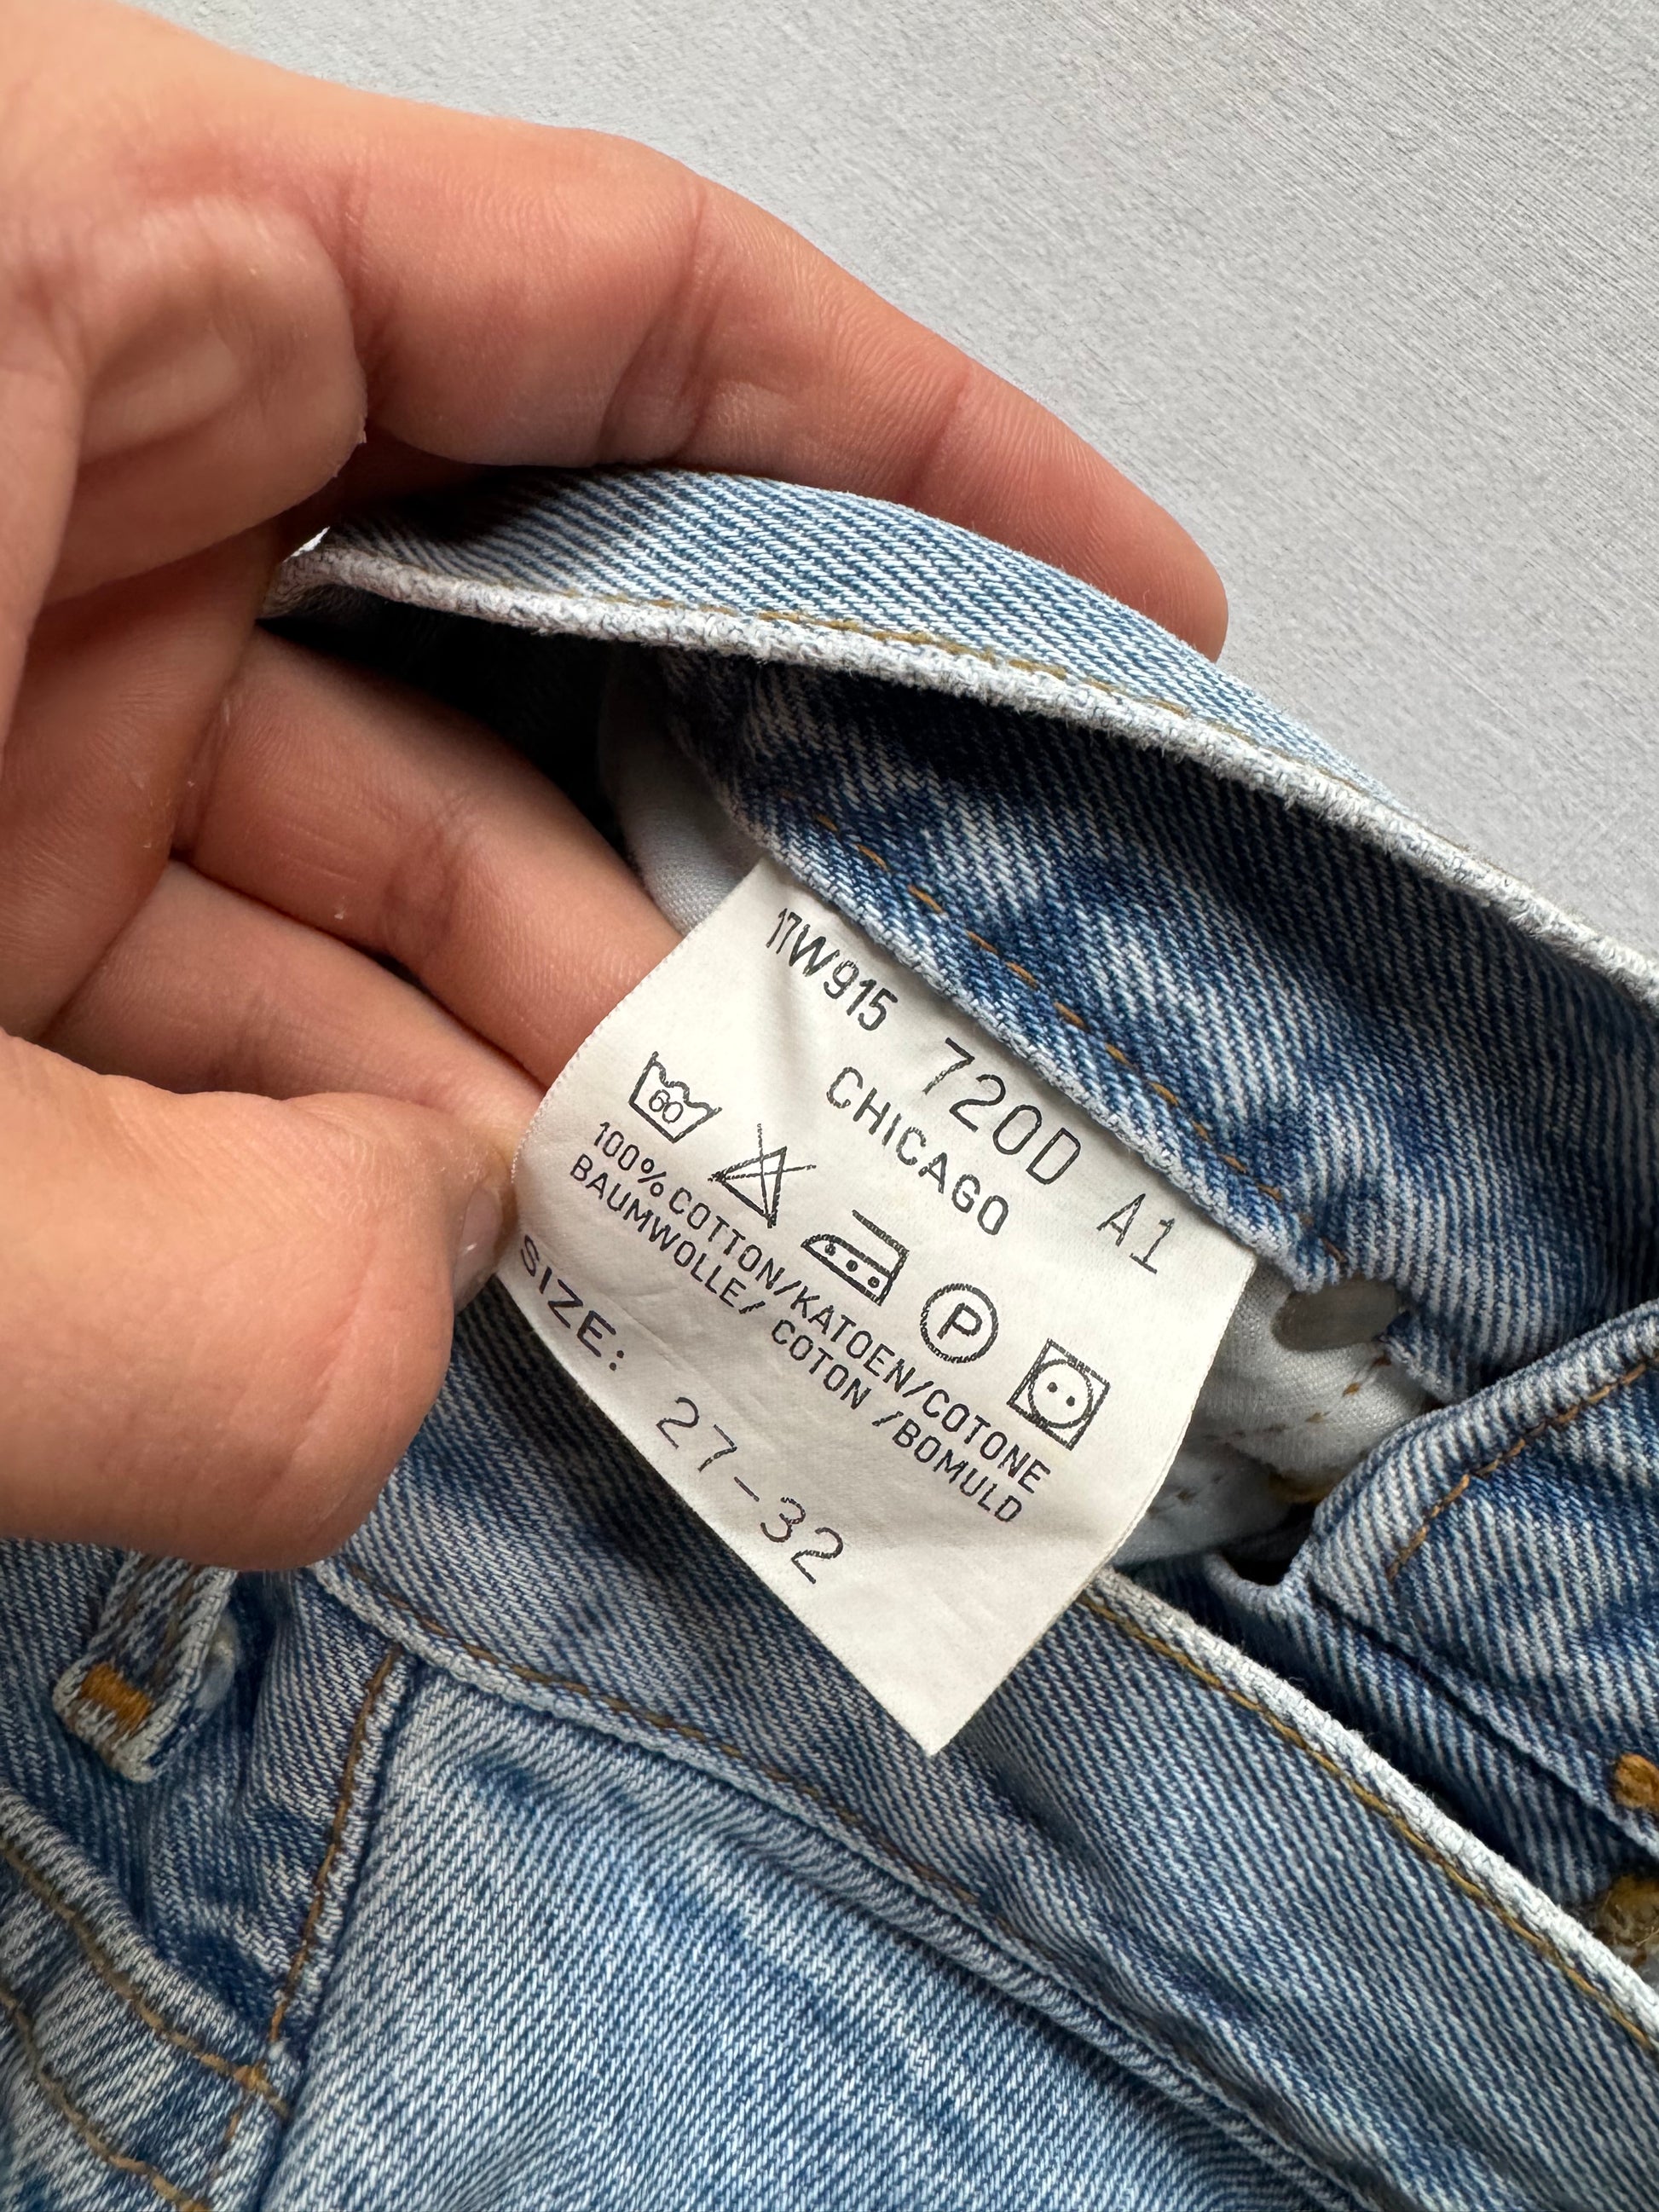 17W915 720D A1
CHICAGO
60
P
100% COTTON/KATOEN/COTONE
BAUMWOLLE/ COTON /BOMULD
SIZE: 27-32